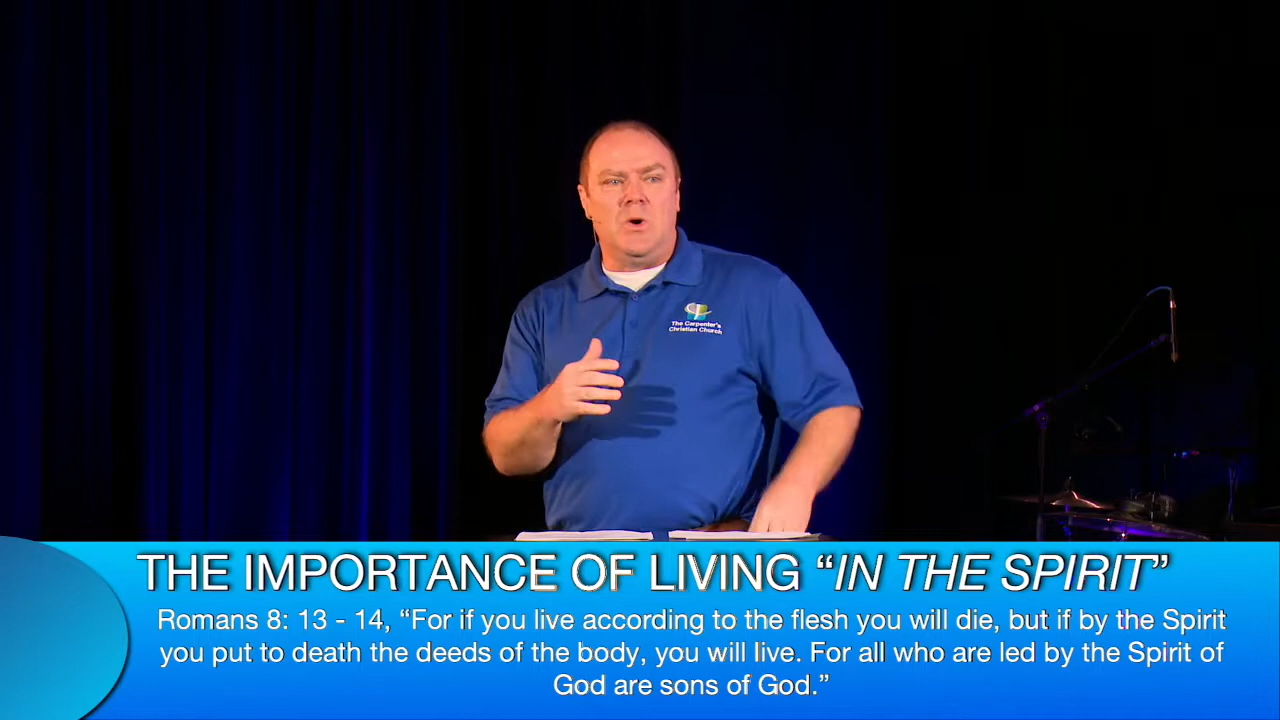 The Carpenter's
Christian Church
THE IMPORTANCE OF LIVING “IN THE SPIRIT”
Romans 8: 13 - 14, “For if you live according to the flesh you will die, but if by the Spirit
you put to death the deeds of the body, you will live. For all who are led by the Spirit of
God are sons of God.”